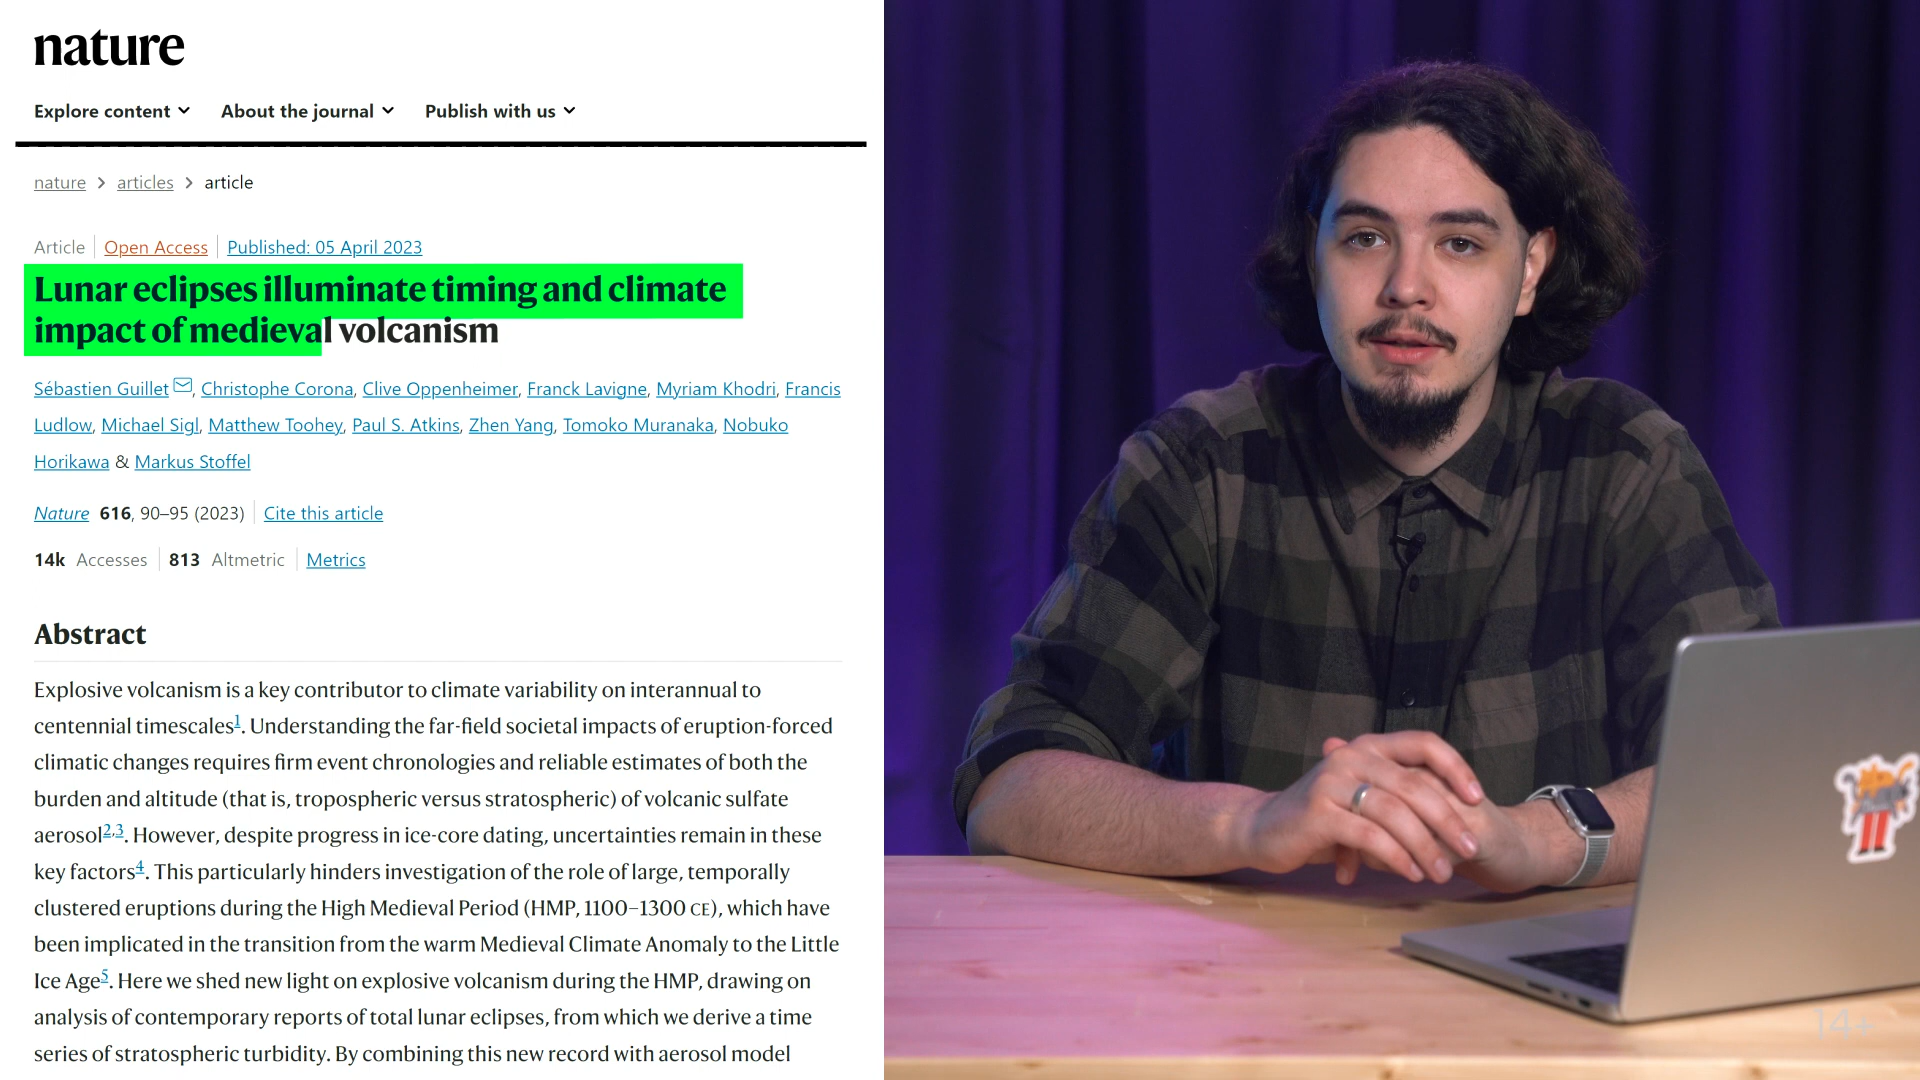 nature
Explore content About the journal Publish with us
nature > articles > article
Article Open Access Published: 05 April 2023
Lunar eclipses illuminate timing and climate
impact of medieval volcanism
Sébastien Guillet, Christophe Corona, Clive Oppenheimer, Franck Lavigne, Myriam Khodri, Francis
Ludlow, Michael Sigl, Matthew Toohey, Paul S. Atkins, Zhen Yang, Tomoko Muranaka, Nobuko
Horikawa & Markus Stoffel
Nature 616, 90–95 (2023) Cite this article
14k Accesses 813 Altmetric Metrics
Abstract
Explosive volcanism is a key contributor to climate variability on interannual to
centennial timescales1. Understanding the far-field societal impacts of eruption-forced
climatic changes requires firm event chronologies and reliable estimates of both the
burden and altitude (that is, tropospheric versus stratospheric) of volcanic sulfate
aerosol2,3. However, despite progress in ice-core dating, uncertainties remain in these
key factors4. This particularly hinders investigation of the role of large, temporally
clustered eruptions during the High Medieval Period (HMP, 1100–1300 CE), which have
been implicated in the transition from the warm Medieval Climate Anomaly to the Little
Ice Age5. Here we shed new light on explosive volcanism during the HMP, drawing on
analysis of contemporary reports of total lunar eclipses, from which we derive a time
series of stratospheric turbidity. By combining this new record with aerosol model
14+